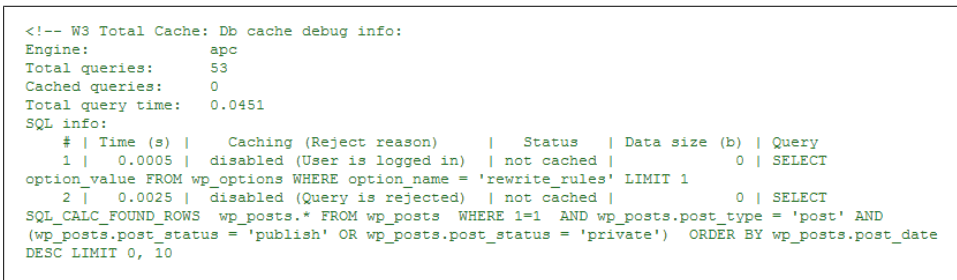 <!-- W3 Total Cache: Db cache debug info:
Engine:             apc
Total queries:      53
Cached queries:     0
Total query time:   0.0451
SQL info:
    # | Time (s) |    Caching (Reject reason)      |   Status   | Data size (b) | Query
    1 |   0.0005 |  disabled (User is logged in)  | not cached |             0 | SELECT
option_value FROM wp_options WHERE option_name = 'rewrite_rules' LIMIT 1
    2 |   0.0025 |  disabled (Query is rejected)  | not cached |             0 | SELECT
SQL_CALC_FOUND_ROWS  wp_posts.* FROM wp_posts  WHERE 1=1  AND wp_posts.post_type = 'post' AND
(wp_posts.post_status = 'publish' OR wp_posts.post_status = 'private')  ORDER BY wp_posts.post_date
DESC LIMIT 0, 10